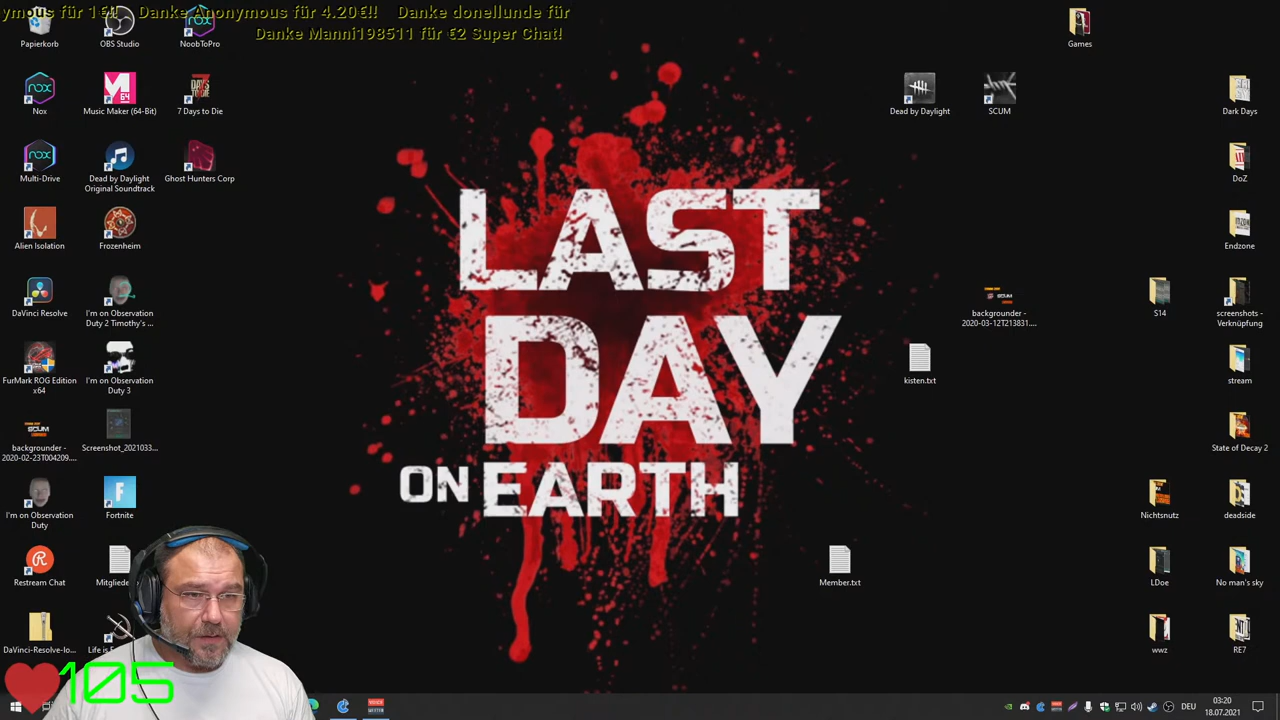 ymous für 1€!! Danke Anonymous für 4.20€!! Danke donellunde für
Danke Manni198511 für €2 Super Chat!
Papierkorb
OBS Studio
NoobToPro
Games
Nox
Music Maker (64-Bit)
7 Days to Die
Dead by Daylight
SCUM
Dark Days
Multi-Drive
Dead by Daylight
Original Soundtrack
Ghost Hunters Corp
DoZ
LAST
DAY
ON EARTH
Alien Isolation
Frozenheim
Endzone
DaVinci Resolve
I'm on Observation
Duty 2 Timothy's ...
backgrounder -
2020-03-12T213831....
S14
screenshots -
Verknüpfung
FurMark ROG Edition
x64
I'm on Observation
Duty 3
kisten.txt
stream
backgrounder -
2020-02-23T004209....
Screenshot_2021033...
State of Decay 2
I'm on Observation
Duty
Fortnite
Nichtsnutz
deadside
Restream Chat
Mitgliede
Member.txt
LDoe
No man's sky
DaVinci-Resolve-lo...
Life is
wwz
RE7
105
DEU
03:20
18.07.2021